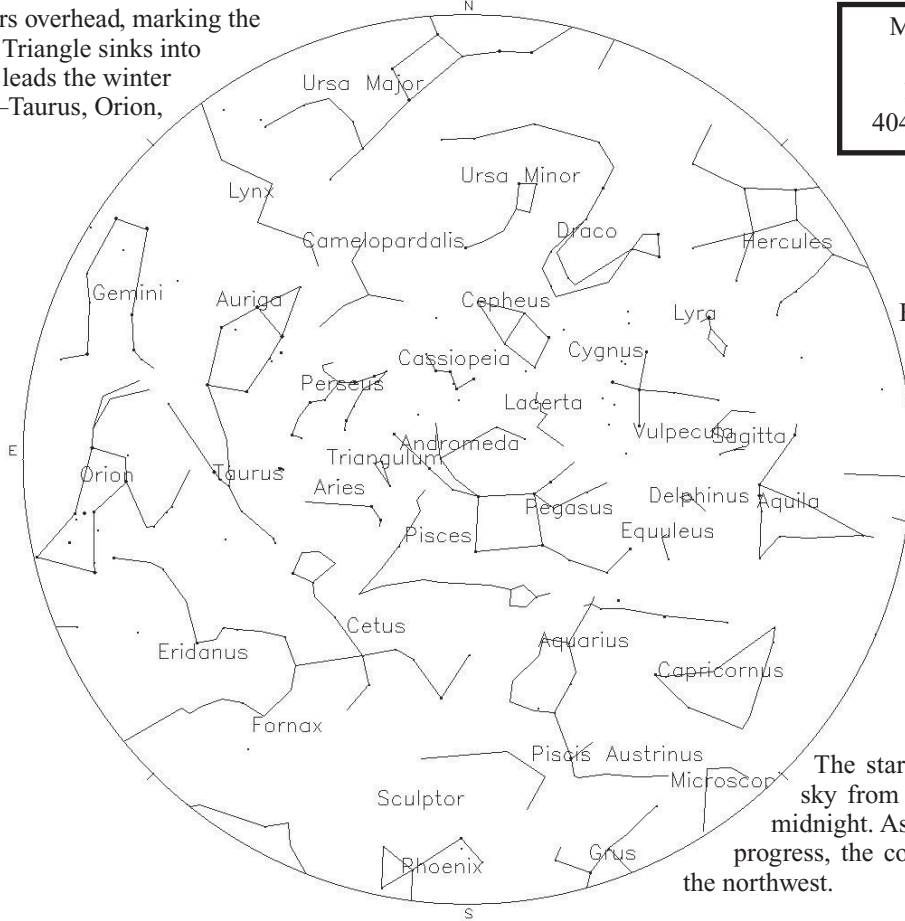 rs overhead, marking the
Triangle sinks into
leads the winter
–Taurus, Orion,
M
404
N
Ursa Major
Ursa Minor
Lynx
Draco
Camelopardalis
Hercules
Gemini
Auriga
Cepheus
Lyra
Cassiopeia
Cygnus
Perseus
Lacerta
Andromeda
Vulpecula
Sagitta
E
Triangulum
Orion
Taurus
Aries
Delphinus
Aquila
Pegasus
Pisces
Equuleus
Cetus
Aquarius
Eridanus
Capricornus
Fornax
Piscis Austrinus
Microscop
Sculptor
The star
sky from
midnight. As
progress, the co
the northwest.
Phoenix
Grus
S